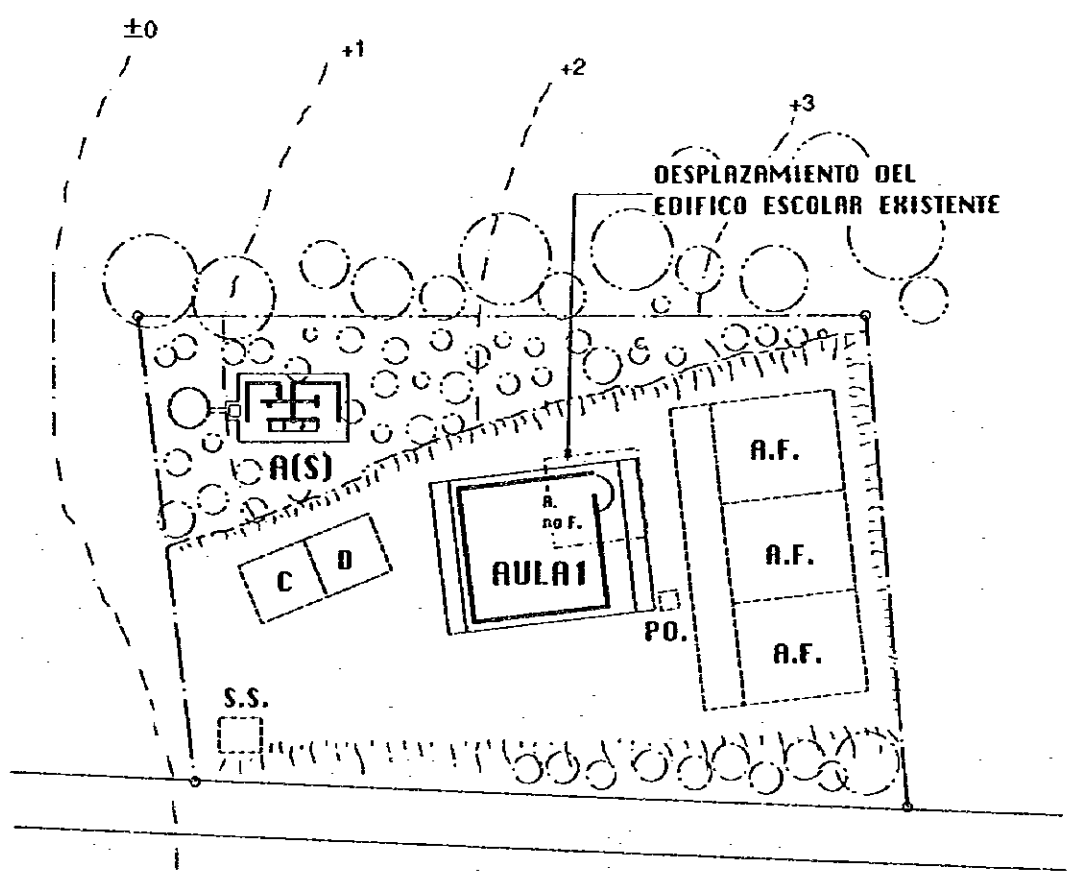 ±0
+1
+2
+3
DESPLAZAMIENTO DEL
EDIFICO ESCOLAR EXISTENTE
A.F.
A(S)
A.
no F.
A.F.
AULA1
C
D
PO.
A.F.
S.S.